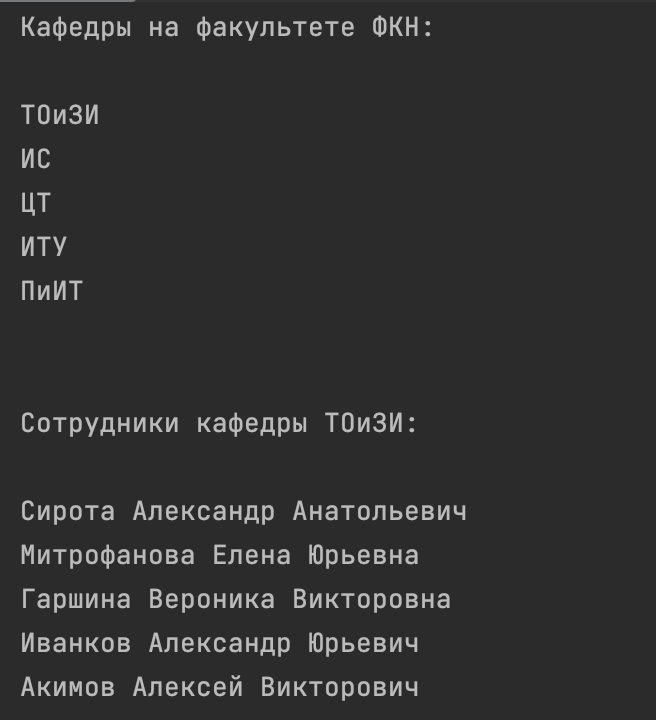 Кафедры на факультете ФКН:
ТОиЗИ
ИС
ЦТ
ИТУ
ПиИТ
Сотрудники кафедры ТОиЗИ:
Сирота Александр Анатольевич
Митрофанова Елена Юрьевна
Гаршина Вероника Викторовна
Иванков Александр Юрьевич
Акимов Алексей Викторович